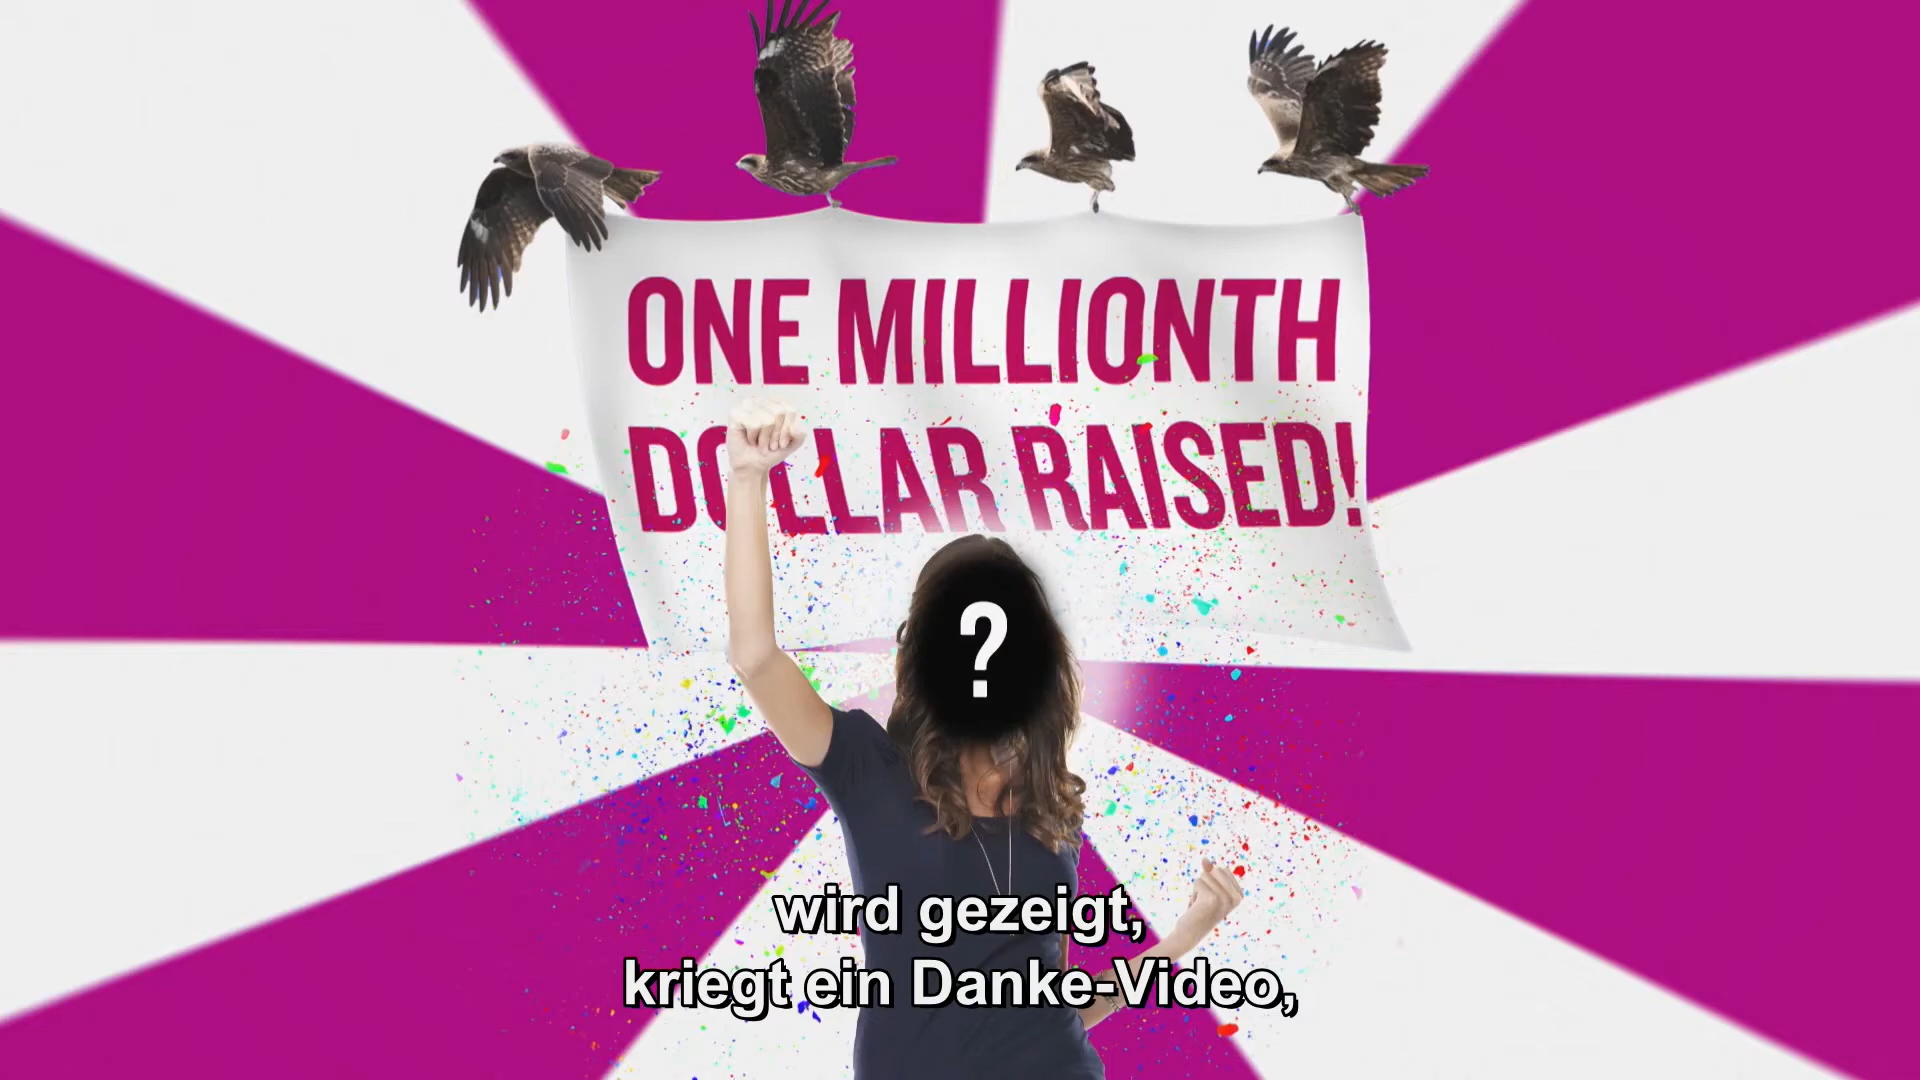 ONE MILLIONTH
DOLLAR RAISED!
?
wird gezeigt,
kriegt ein Danke-Video,